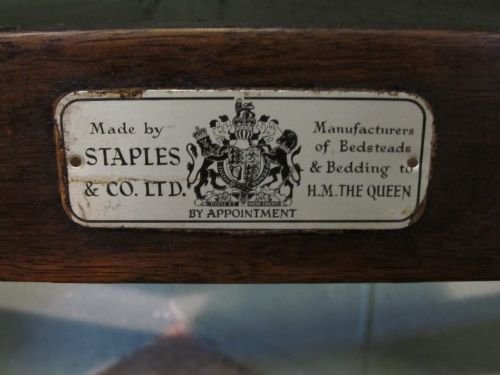 Made by
STAPLES
& CO. LTD.
BY APPOINTMENT
Manufacturers
of Bedsteads
& Bedding to
H.M. THE QUEEN